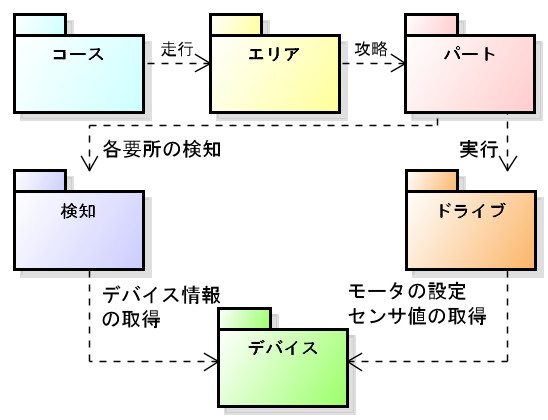 コース
走行
エリア
攻略
パート
各要所の検知
実行
検知
ドライブ
デバイス情報
の取得
モータの設定
センサ値の取得
デバイス